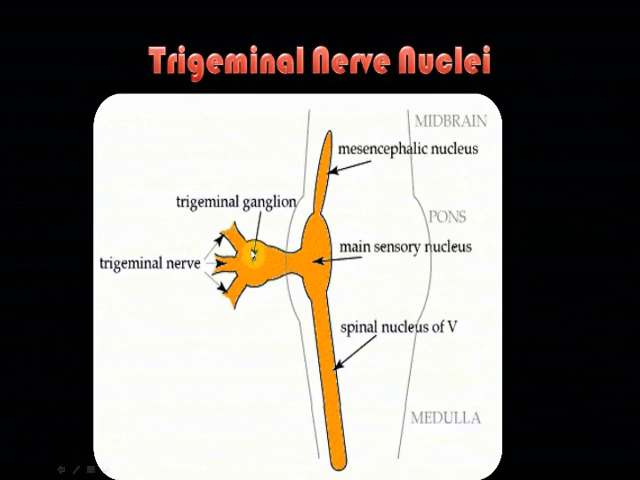 Trigeminal Nerve Nuclei
MIDBRAIN
mesencephalic nucleus
trigeminal ganglion
PONS
main sensory nucleus
trigeminal nerve
spinal nucleus of V
MEDULLA